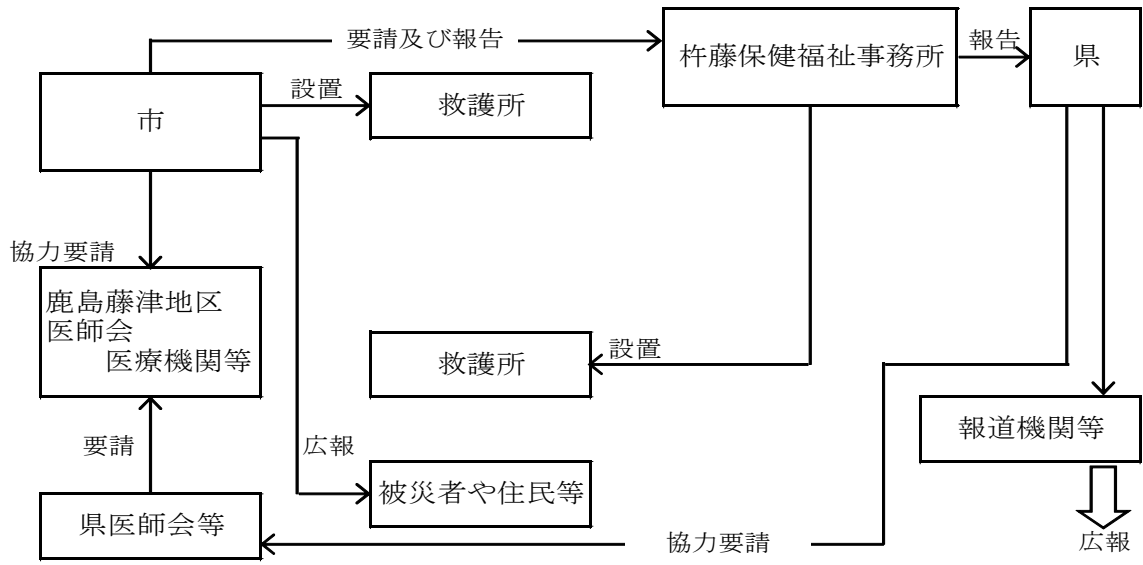 要請及び報告
杵藤保健福祉事務所
報告
県
市
設置
救護所
協力要請
鹿島藤津地区
医師会
医療機関等
救護所
設置
報道機関等
要請
広報
被災者や住民等
県医師会等
協力要請
広報